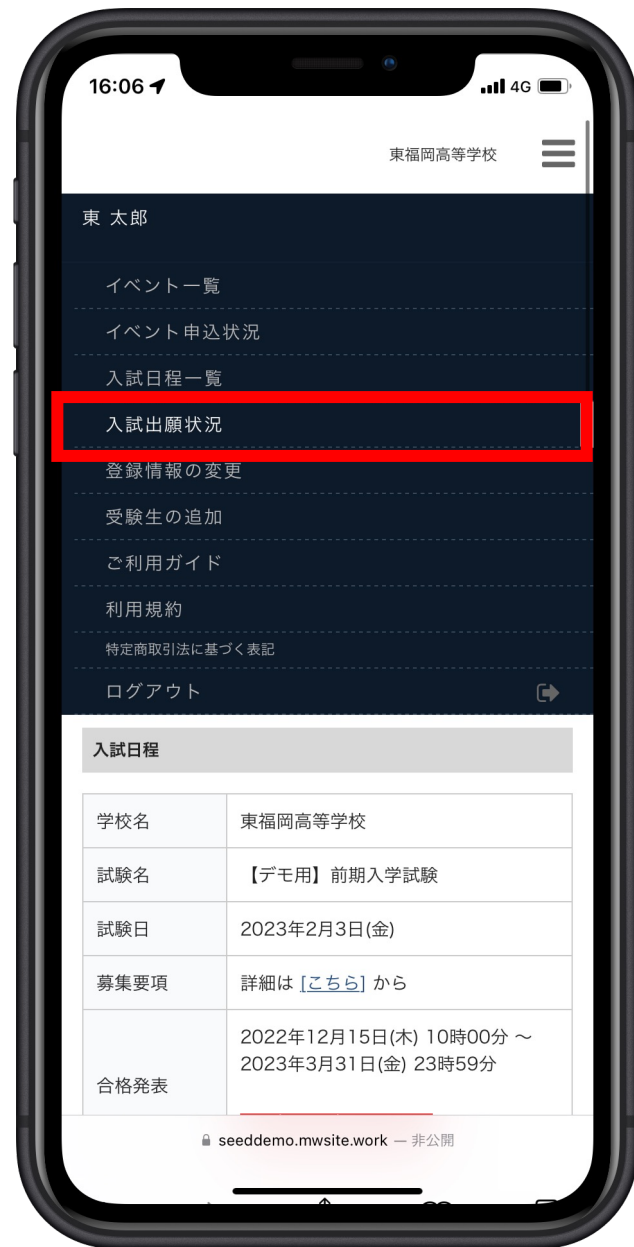 16:06
4G
東福岡高等学校
東 太郎
イベント一覧
イベント申込状況
入試日程一覧
入試出願状況
登録情報の変更
受験生の追加
ご利用ガイド
利用規約
特定商取引法に基づく表記
ログアウト
入試日程
学校名 東福岡高等学校
試験名 【デモ用】前期入学試験
試験日 2023年2月3日(金)
募集要項 詳細は [こちら] から
合格発表 2022年12月15日(木) 10時00分 ～
2023年3月31日(金) 23時59分
seeddemo.mwsite.work — 非公開